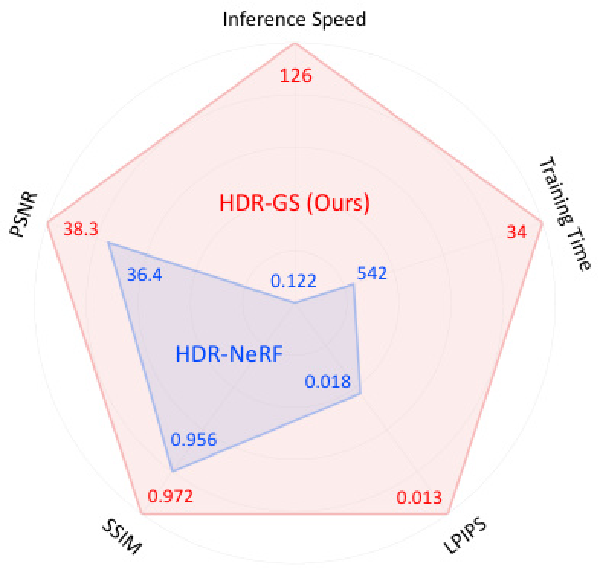 Inference Speed
126
Training Time
PSNR
HDR-GS (Ours)
38.3
34
36.4
0.122
542
HDR-NeRF
0.018
0.956
0.972
0.013
SSIM
LPIPS